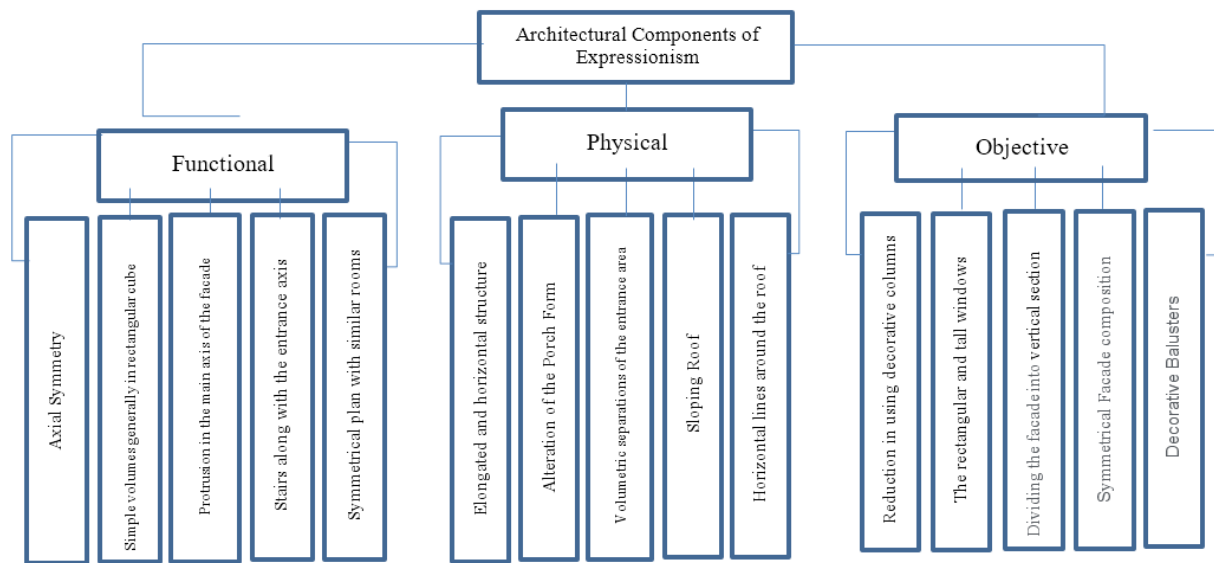 Architectural Components of
Expressionism
Functional
Physical
Objective
Axial Symmetry
Simple volumes generally in rectangular cube
Protrusion in the main axis of the facade
Stairs along with the entrance axis
Symmetrical plan with similar rooms
Elongated and horizontal structure
Alteration of the Porch Form
Volumetric separations of the entrance area
Sloping Roof
Horizontal lines around the roof
Reduction in using decorative columns
The rectangular and tall windows
Dividing the facade into vertical section
Symmetrical Facade composition
Decorative Balusters